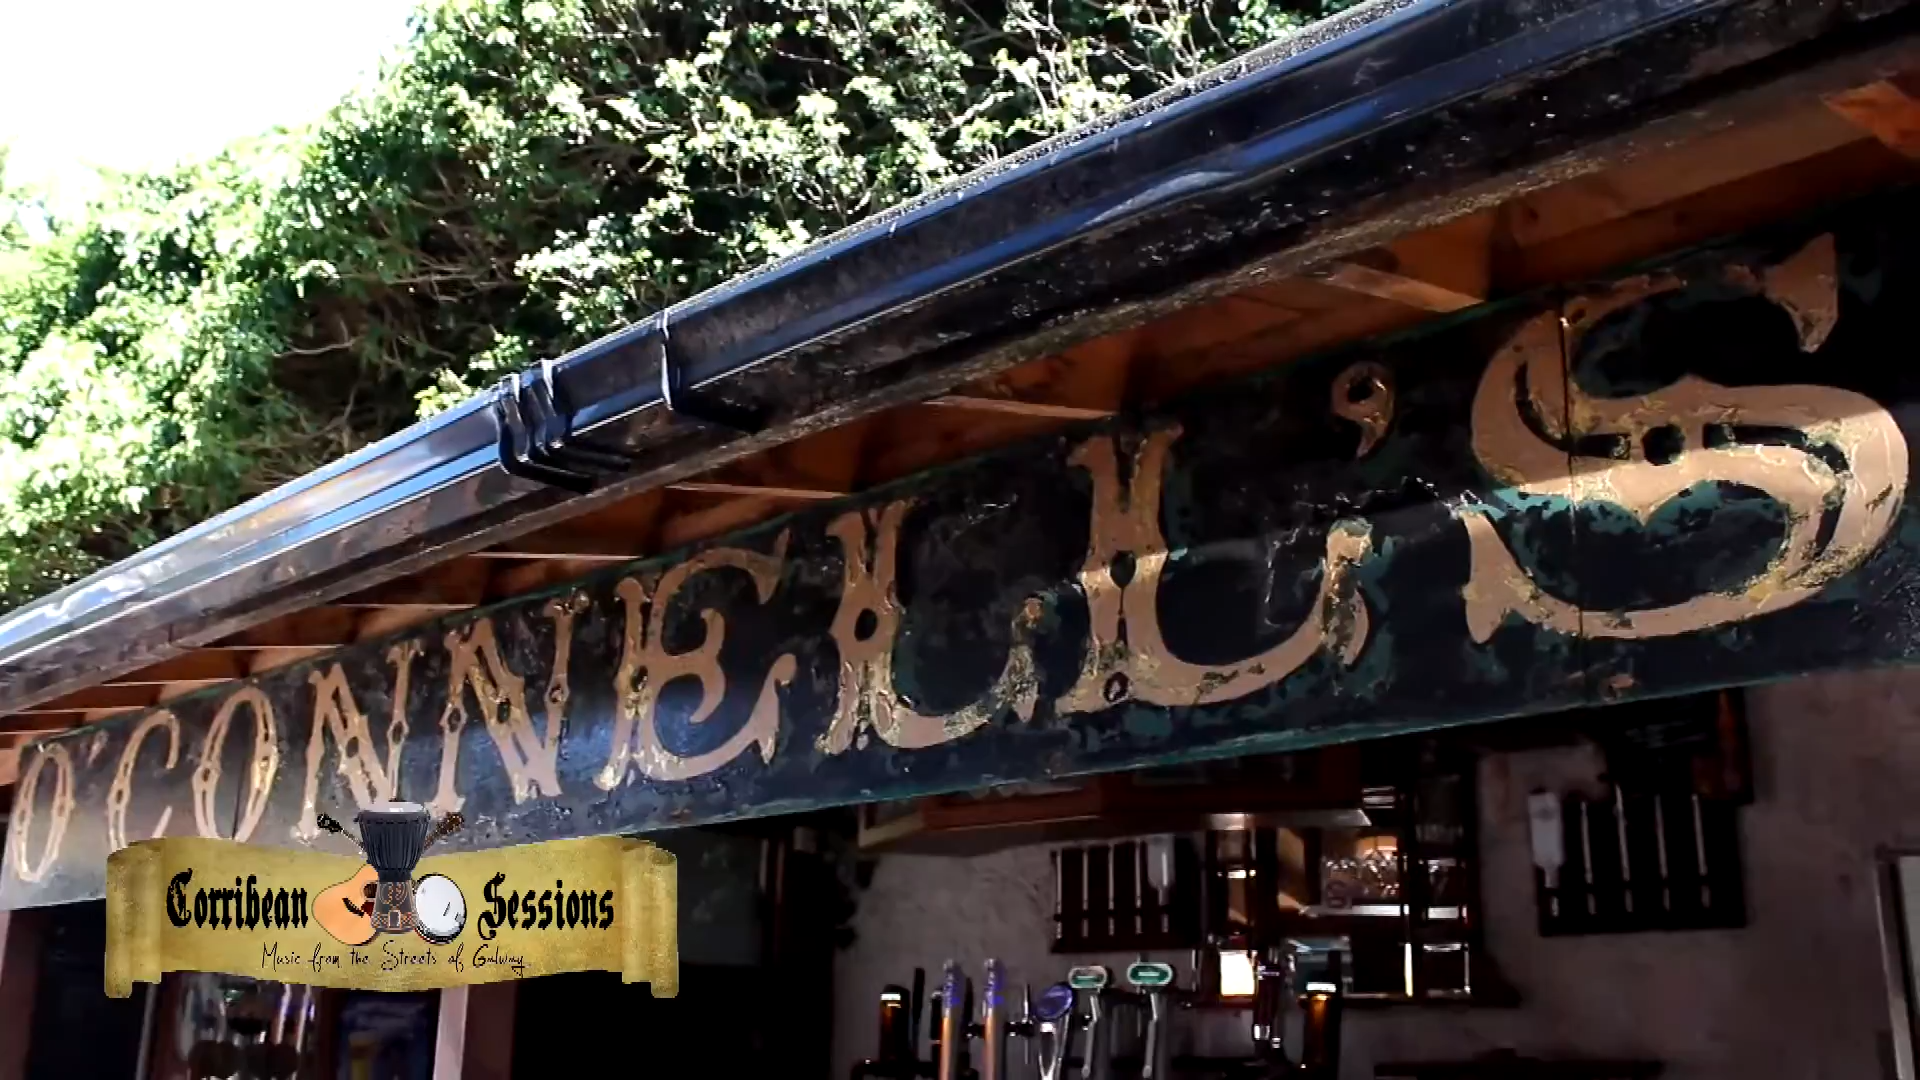 O'CONNELL'S
Corribean Sessions
Music from the Streets of Galway